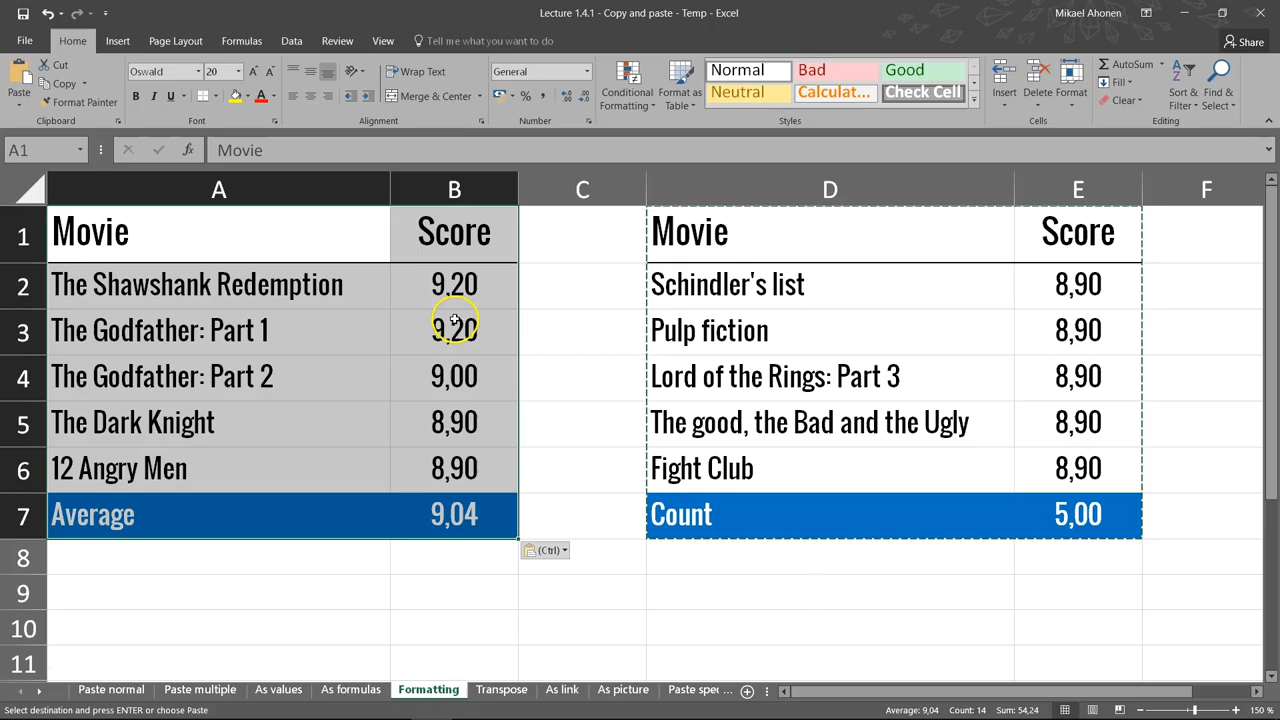 Lecture 1.4.1 - Copy and paste - Temp - Excel
Mikael Ahonen
File Home Insert Page Layout Formulas Data Review View Tell me what you want to do Share
Paste Cut Copy Format Painter
Clipboard
Oswald 20
B I U A
Font
Wrap Text
Merge & Center
Alignment
General
%
Number
Conditional Formatting Format as Table
Normal Bad Good
Neutral Calculat... Check Cell
Styles
Insert Delete Format
Cells
AutoSum
Fill
Clear
Sort & Filter Find & Select
Editing
A1 fx Movie
A B C D E F
1 Movie Score Movie Score
2 The Shawshank Redemption 9,20 Schindler's list 8,90
3 The Godfather: Part 1 9,20 Pulp fiction 8,90
4 The Godfather: Part 2 9,00 Lord of the Rings: Part 3 8,90
5 The Dark Knight 8,90 The good, the Bad and the Ugly 8,90
6 12 Angry Men 8,90 Fight Club 8,90
7 Average 9,04 Count 5,00
8 (Ctrl)
9
10
11
Paste normal Paste multiple As values As formulas Formatting Transpose As link As picture Paste spec ...
Select destination and press ENTER or choose Paste Average: 9,04 Count: 14 Sum: 54,24 150 %